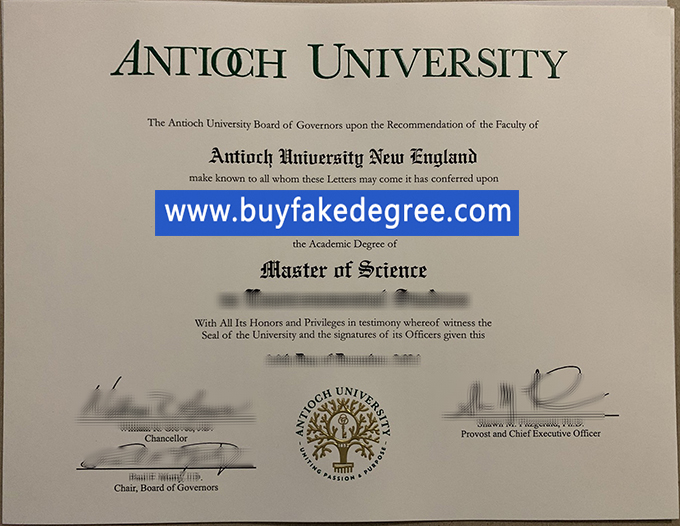 ANTIOCH UNIVERSITY
The Antioch University Board of Governors upon the Recommendation of the Faculty of
Antioch University New England
make known to all whom these Letters may come it has conferred upon
www.buyfakedegree.com
the Academic Degree of
Master of Science
With All Its Honors and Privileges in testimony whereof witness the
Seal of the University and the signatures of its Officers given this
Chancellor
Chair, Board of Governors
ANTIOCH UNIVERSITY
UNITING PASSION & PURPOSE
Shawn M. Fitzgerald, Ph.D.
Provost and Chief Executive Officer